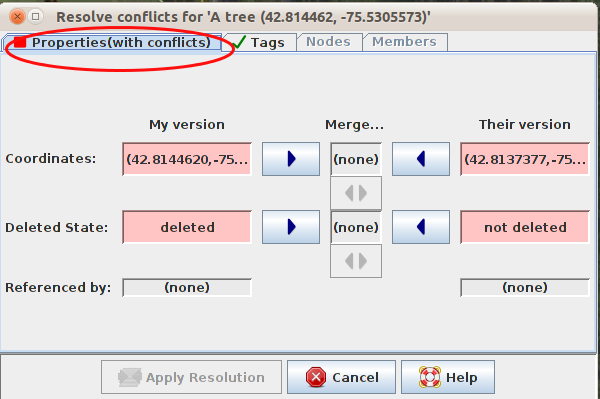 Resolve conflicts for 'A tree (42.814462, -75.5305573)'
Properties(with conflicts) Tags Nodes Members
My version Merge... Their version
Coordinates: (42.8144620,-75... (none) (42.8137377,-75...
Deleted State: deleted (none) not deleted
Referenced by: (none) (none)
Apply Resolution Cancel Help